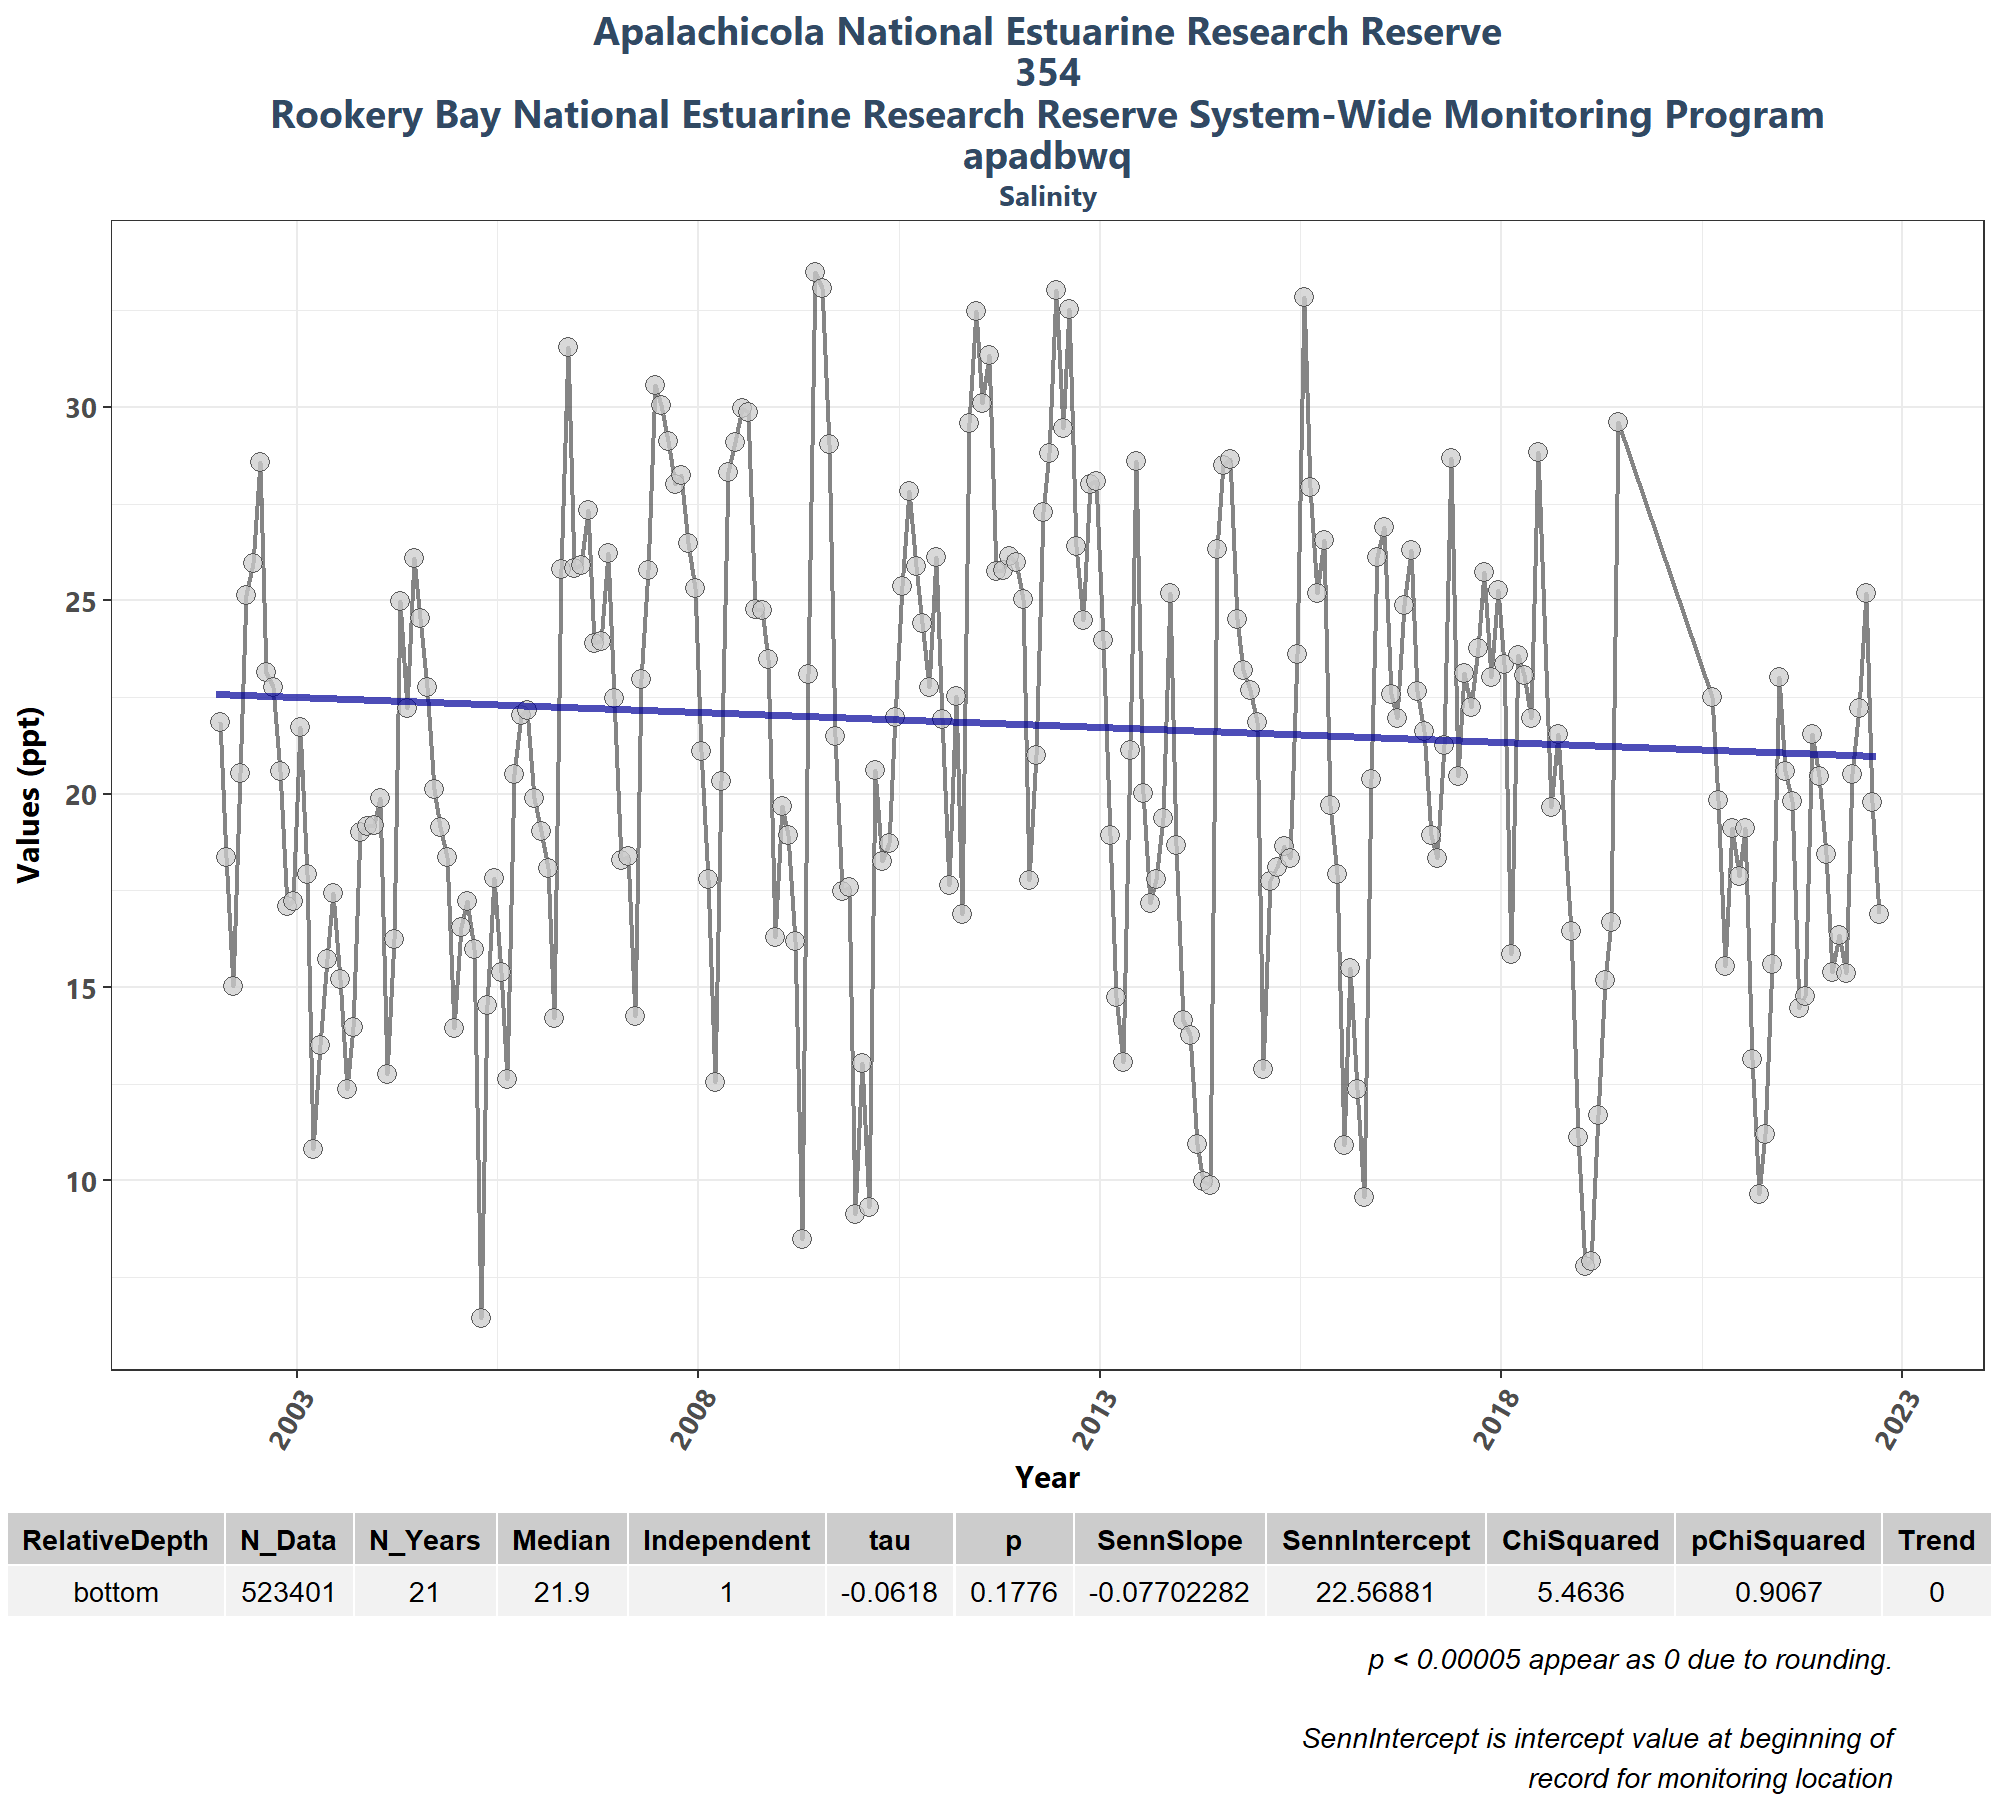 Apalachicola National Estuarine Research Reserve
354
Rookery Bay National Estuarine Research Reserve System-Wide Monitoring Program
apadbwq
Salinity
Values (ppt)
30
25
20
15
10
2003
2008
2013
2018
2023
Year
RelativeDepth N_Data N_Years Median Independent tau p SennSlope SennIntercept ChiSquared pChiSquared Trend
bottom 523401 21 21.9 1 -0.0618 0.1776 -0.07702282 22.56881 5.4636 0.9067 0
p < 0.00005 appear as 0 due to rounding.
SennIntercept is intercept value at beginning of
record for monitoring location